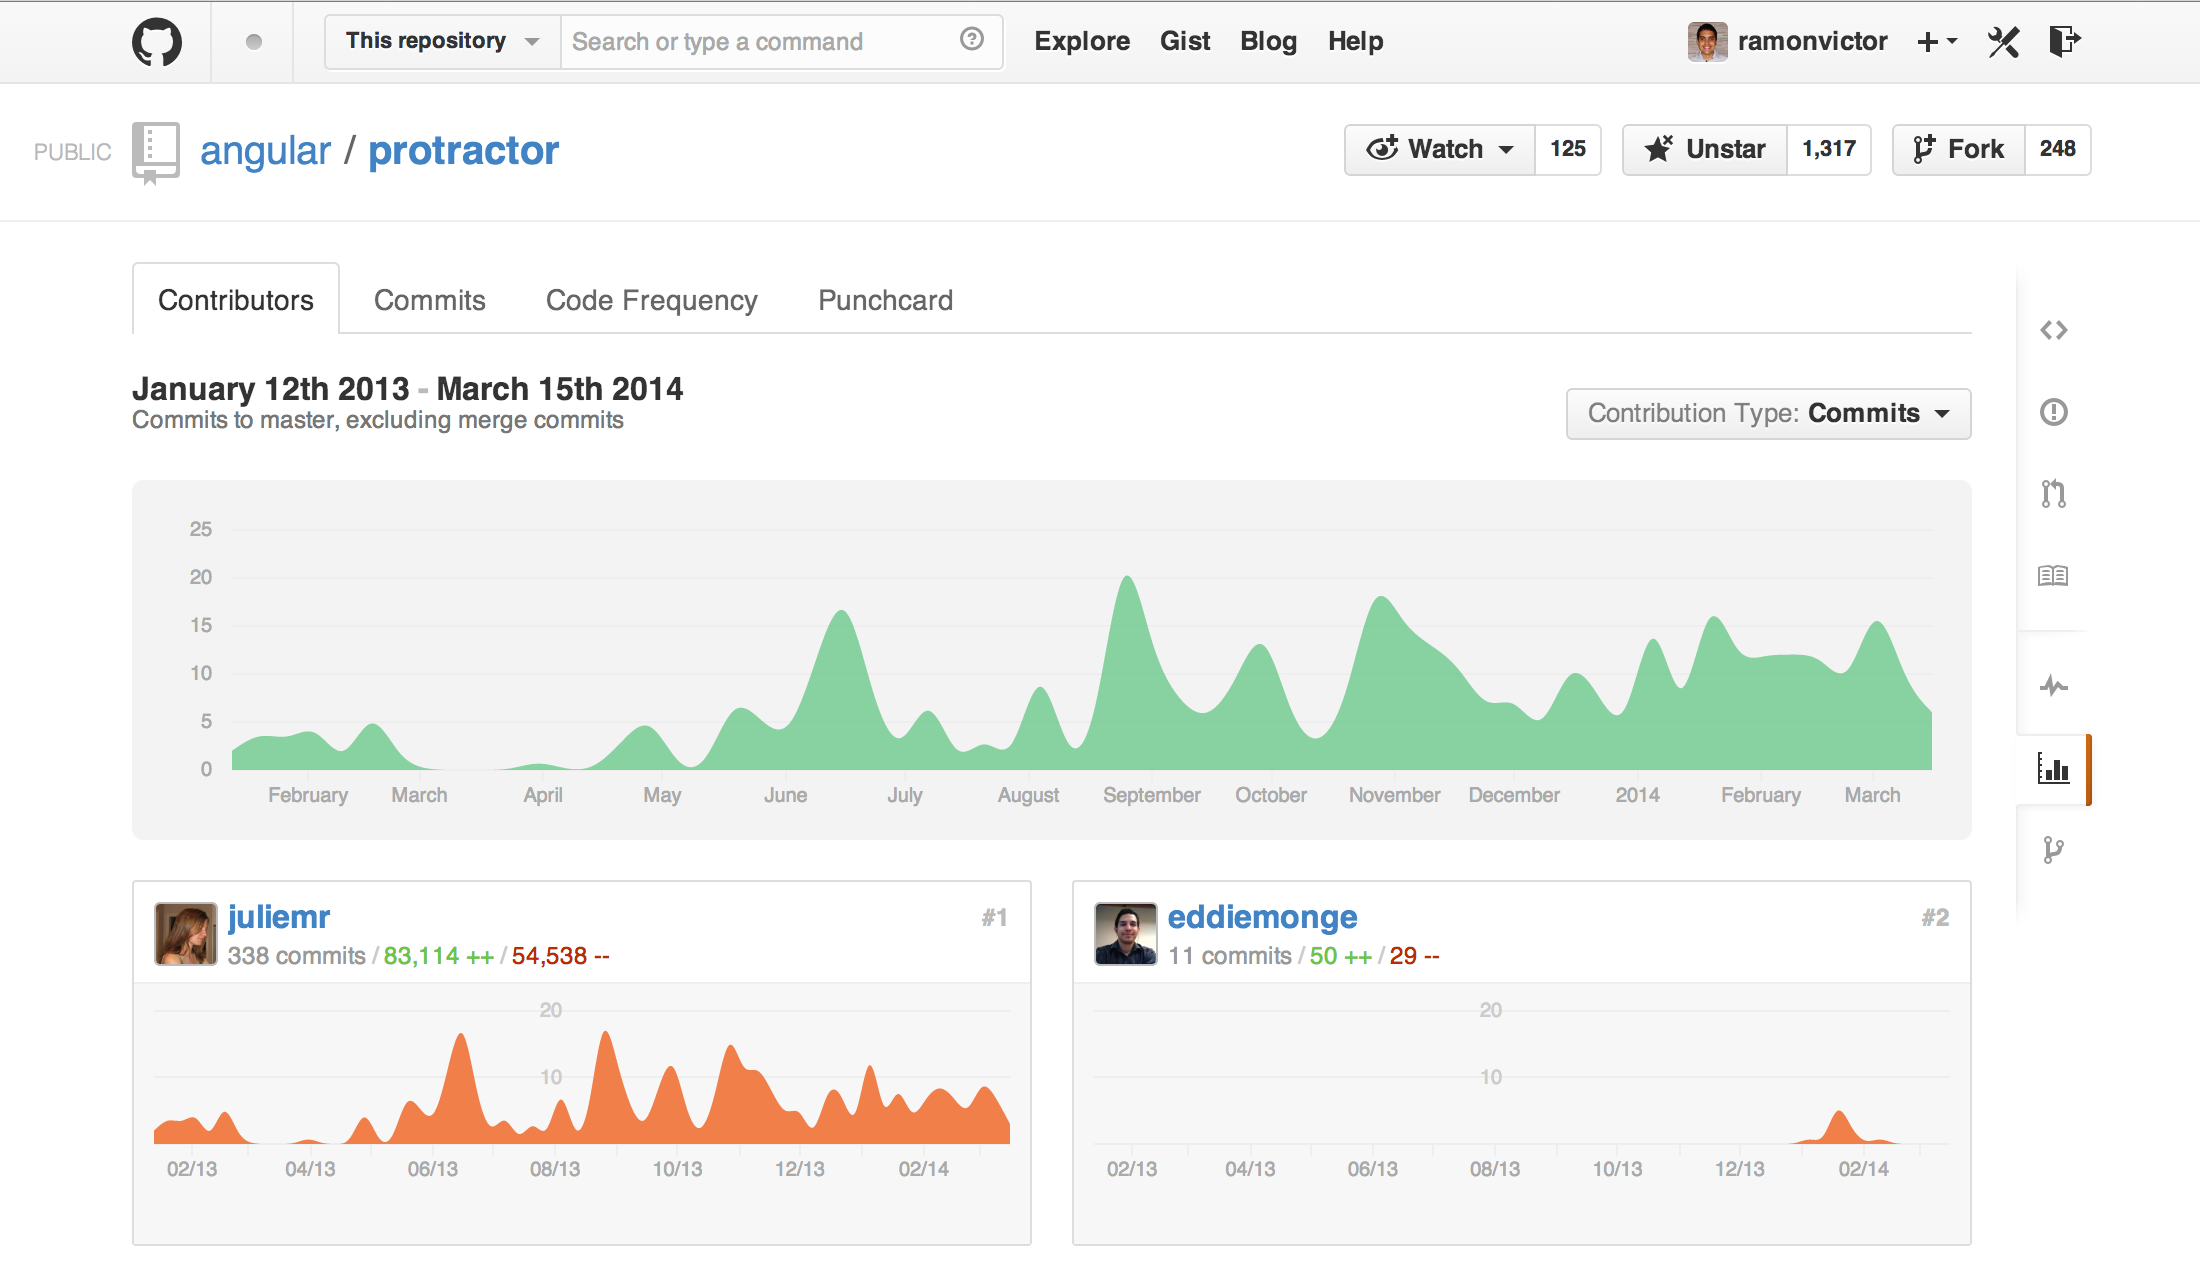 This repository Search or type a command Explore Gist Blog Help ramonvictor
PUBLIC angular / protractor Watch 125 Unstar 1,317 Fork 248
Contributors Commits Code Frequency Punchcard
January 12th 2013 - March 15th 2014
Commits to master, excluding merge commits
Contribution Type: Commits
25
20
15
10
5
0
February March April May June July August September October November December 2014 February March
juliemr #1
338 commits / 83,114 ++ / 54,538 --
20
10
02/13 04/13 06/13 08/13 10/13 12/13 02/14
eddiemonge #2
11 commits / 50 ++ / 29 --
20
10
02/13 04/13 06/13 08/13 10/13 12/13 02/14